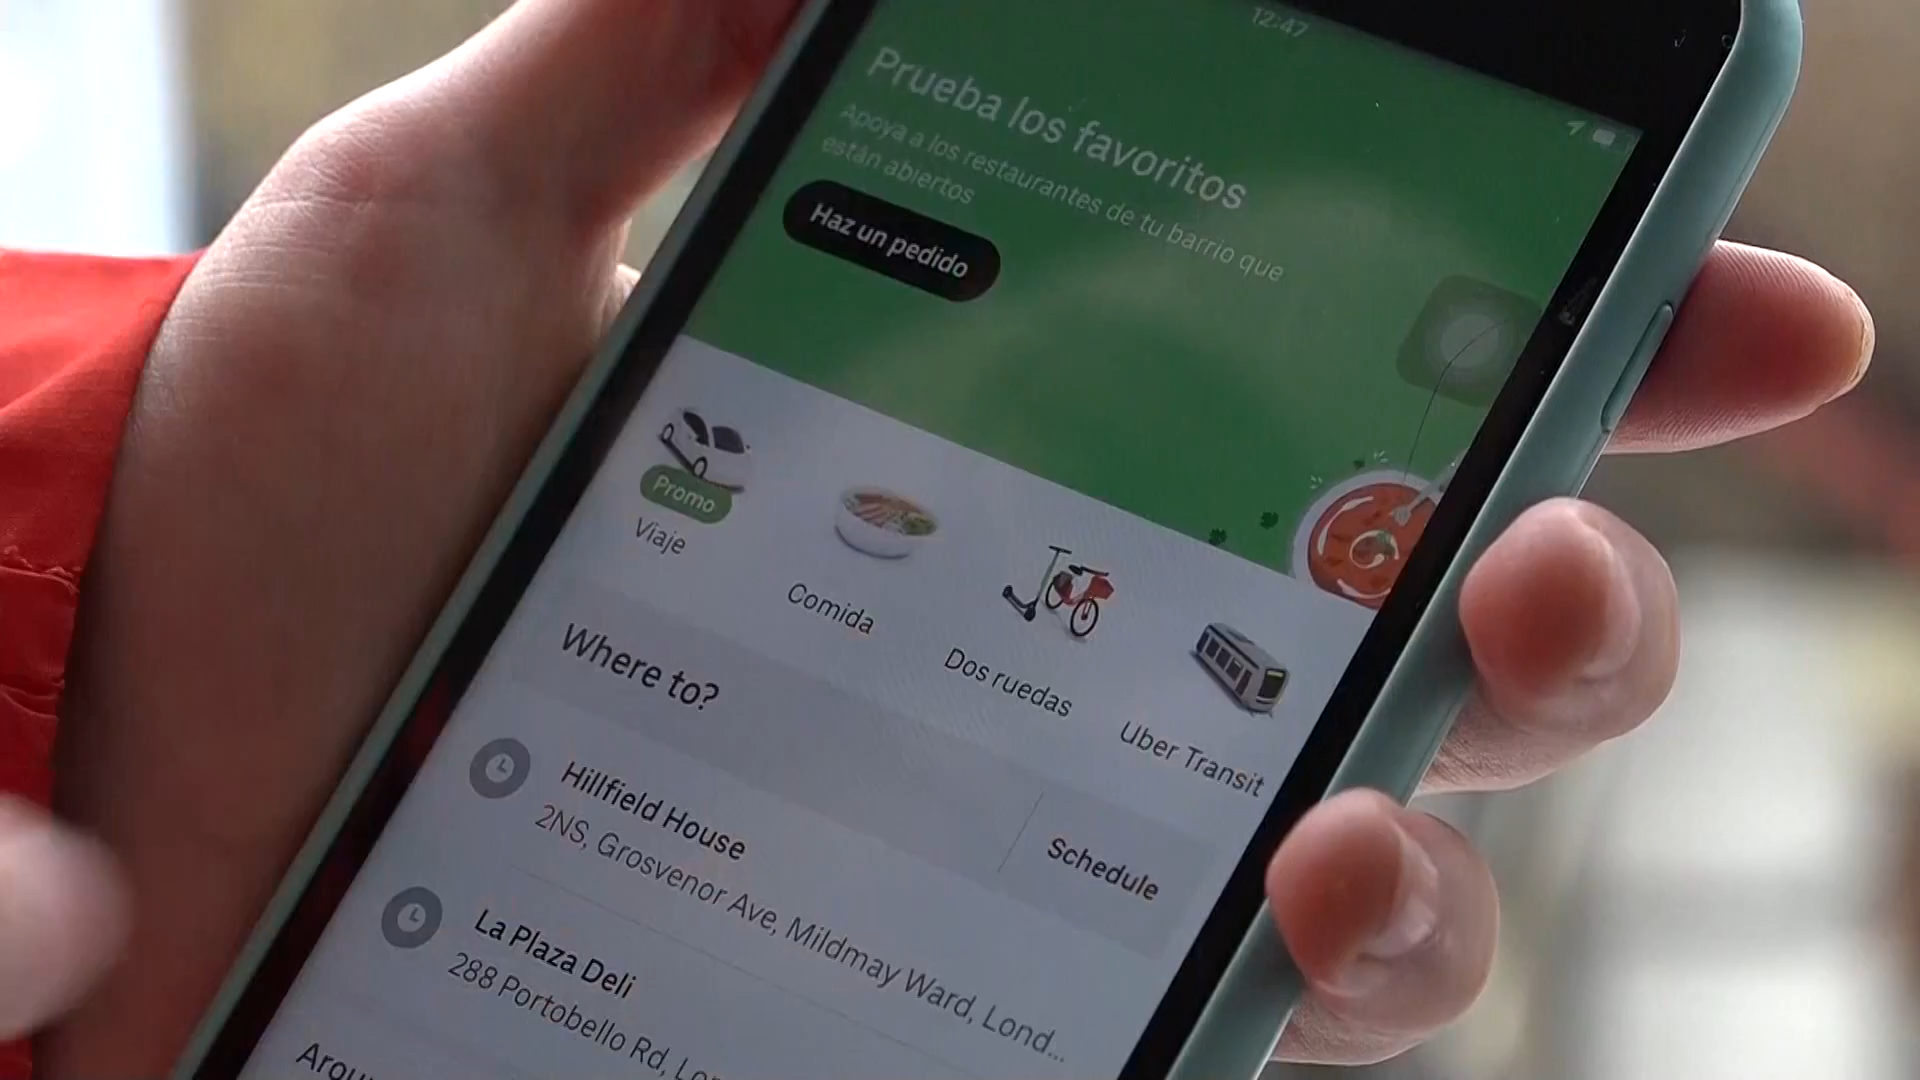 12:47
Prueba los favoritos
Apoya a los restaurantes de tu barrio que
están abiertos
Haz un pedido
Promo
Viaje
Comida
Dos ruedas
Uber Transit
Where to?
Schedule
Hillfield House
2NS, Grosvenor Ave, Mildmay Ward, Lond...
La Plaza Deli
288 Portobello Rd,